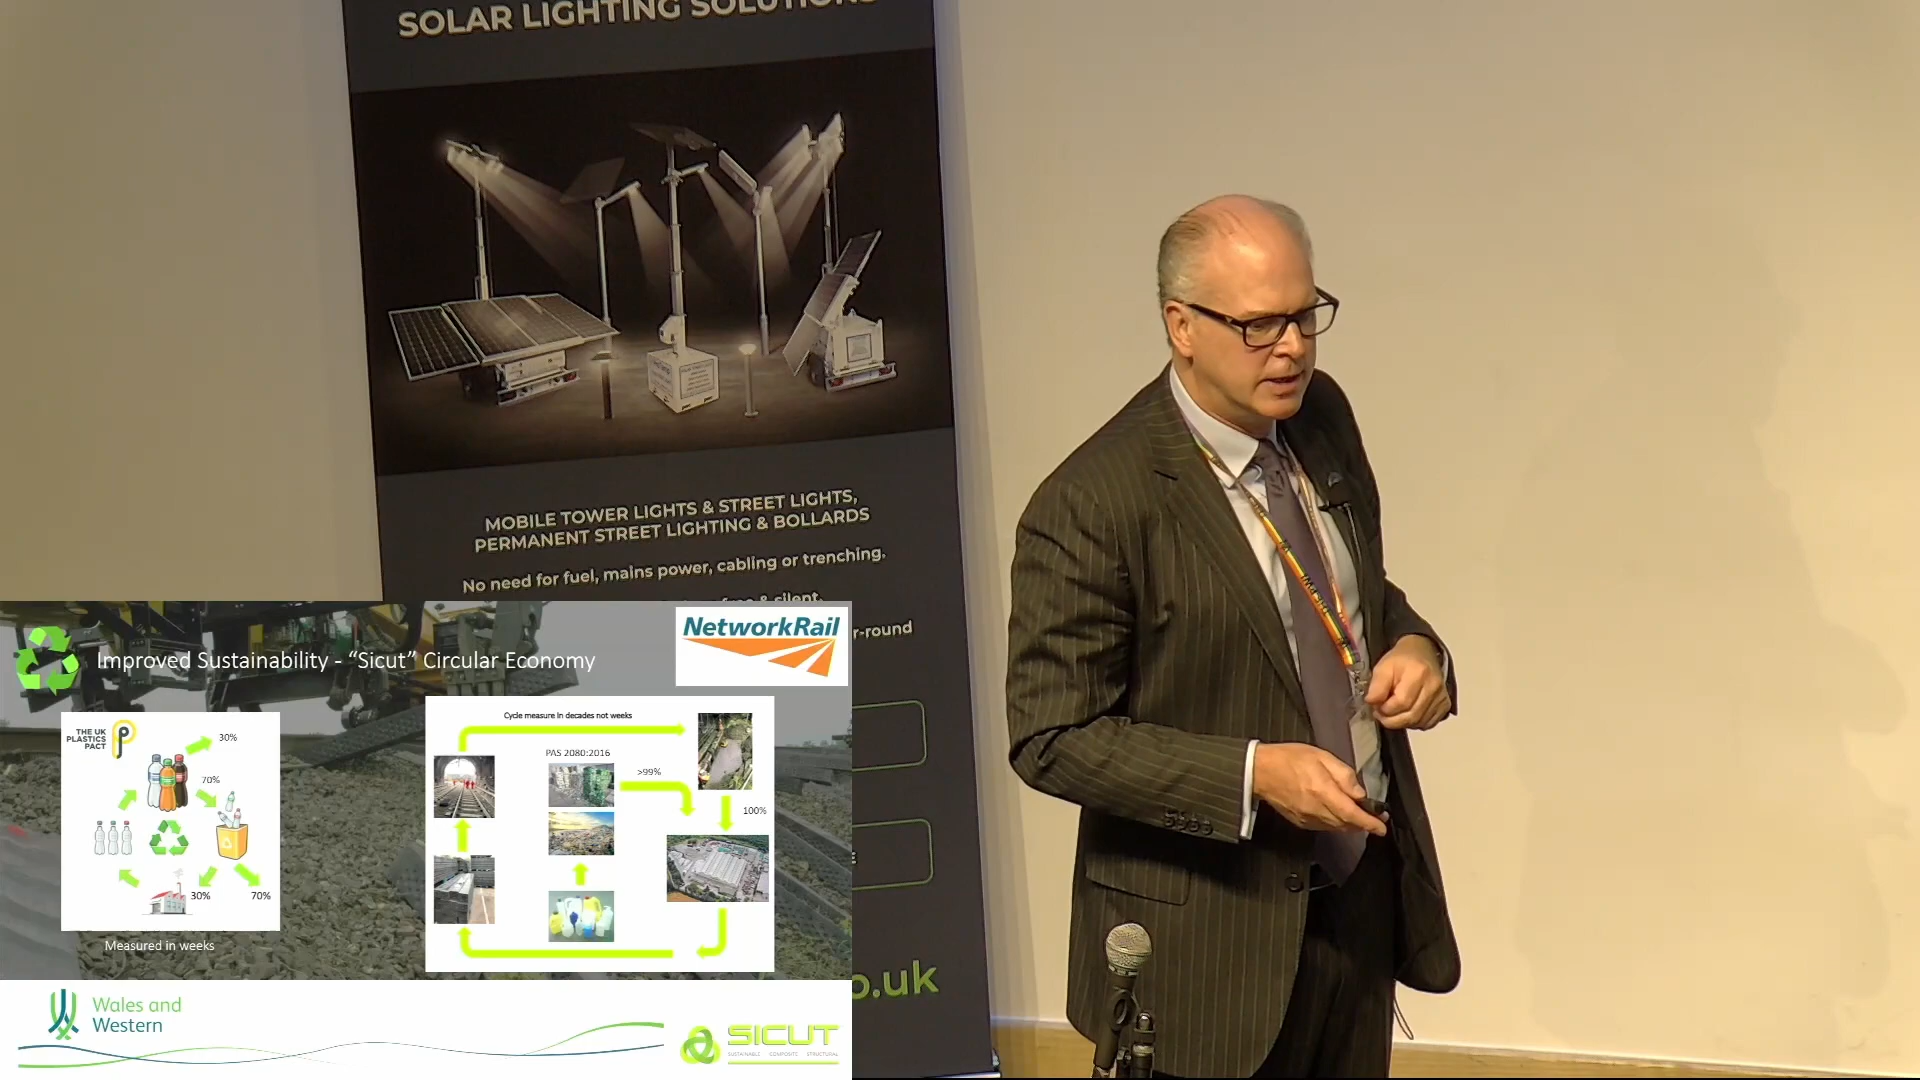 SOLAR LIGHTING SOLUTIONS
MOBILE TOWER LIGHTS & STREET LIGHTS,
PERMANENT STREET LIGHTING & BOLLARDS
No need for fuel, mains power, cabling or trenching.
& silent.
r-round
o.uk
Improved Sustainability - “Sicut” Circular Economy
NetworkRail
THE UK
PLASTICS
PACT
30%
70%
30%
70%
Measured in weeks
Cycle measure in decades not weeks
PAS 2080:2016
>99%
100%
Wales and
Western
SICUT
SUSTAINABLE COMPOSITE STRUCTURAL